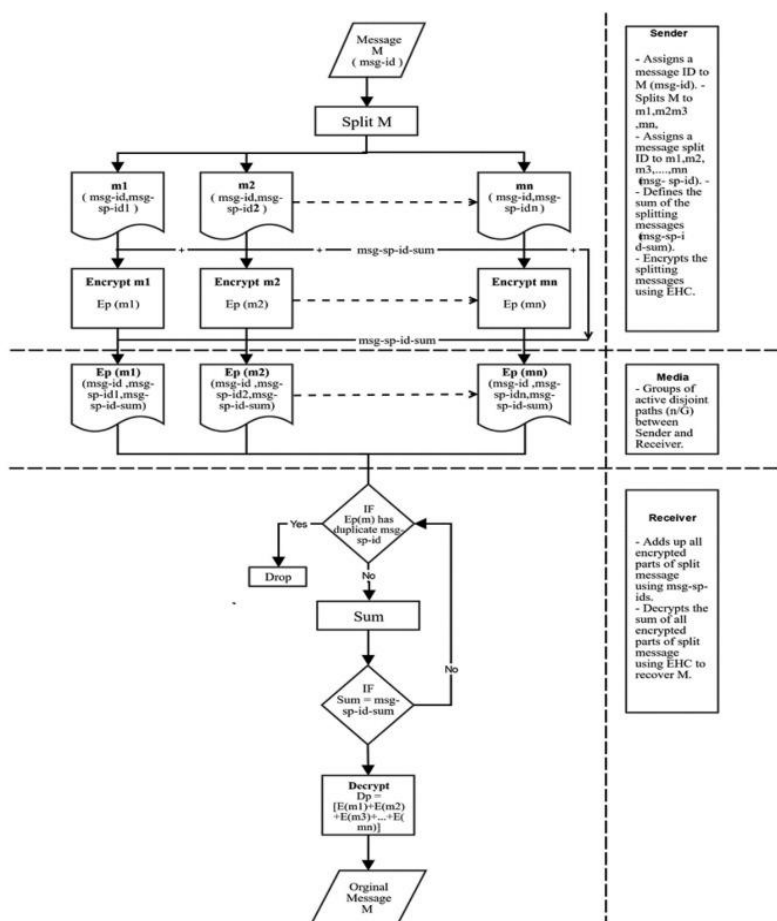 Message
M
( msg-id )
Split M
m1
( msg-id,msg-
sp-id1 )
m2
( msg-id,msg-
sp-id2 )
mn
( msg-id,msg-
sp-idn )
+
+
msg-sp-id-sum
+
Encrypt m1
Ep (m1)
Encrypt m2
Ep (m2)
Encrypt mn
Ep (mn)
msg-sp-id-sum
Ep (m1)
(msg-id ,msg-
sp-id1,msg-
sp-id-sum)
Ep (m2)
(msg-id ,msg-
sp-id2,msg-
sp-id-sum)
Ep (mn)
(msg-id ,msg-
sp-idn,msg-
sp-id-sum)
IF
Ep(m) has
duplicate msg-
sp-id
Yes
Drop
No
Sum
No
IF
Sum = msg-
sp-id-sum
Decrypt
Dp =
[E(m1)+E(m2)
+E(m3)+...+E(
mn)]
Orginal
Message
M
Sender
- Assigns a
message ID to
M (msg-id). -
Splits M to
m1,m2m3
,mn,
- Assigns a
message split
ID to m1,m2,
m3,....,mn
(msg- sp-id). -
- Defines the
sum of the
splitting
messages
(msg-sp-i
d-sum).
- Encrypts the
splitting
messages
using EHC.
Media
- Groups of
active disjoint
paths (n/G)
between
Sender and
Receiver.
Receiver
- Adds up all
encrypted
parts of split
message
using msg-sp-
ids.
- Decrypts the
sum of all
encrypted
parts of split
message
using EHC to
recover M.